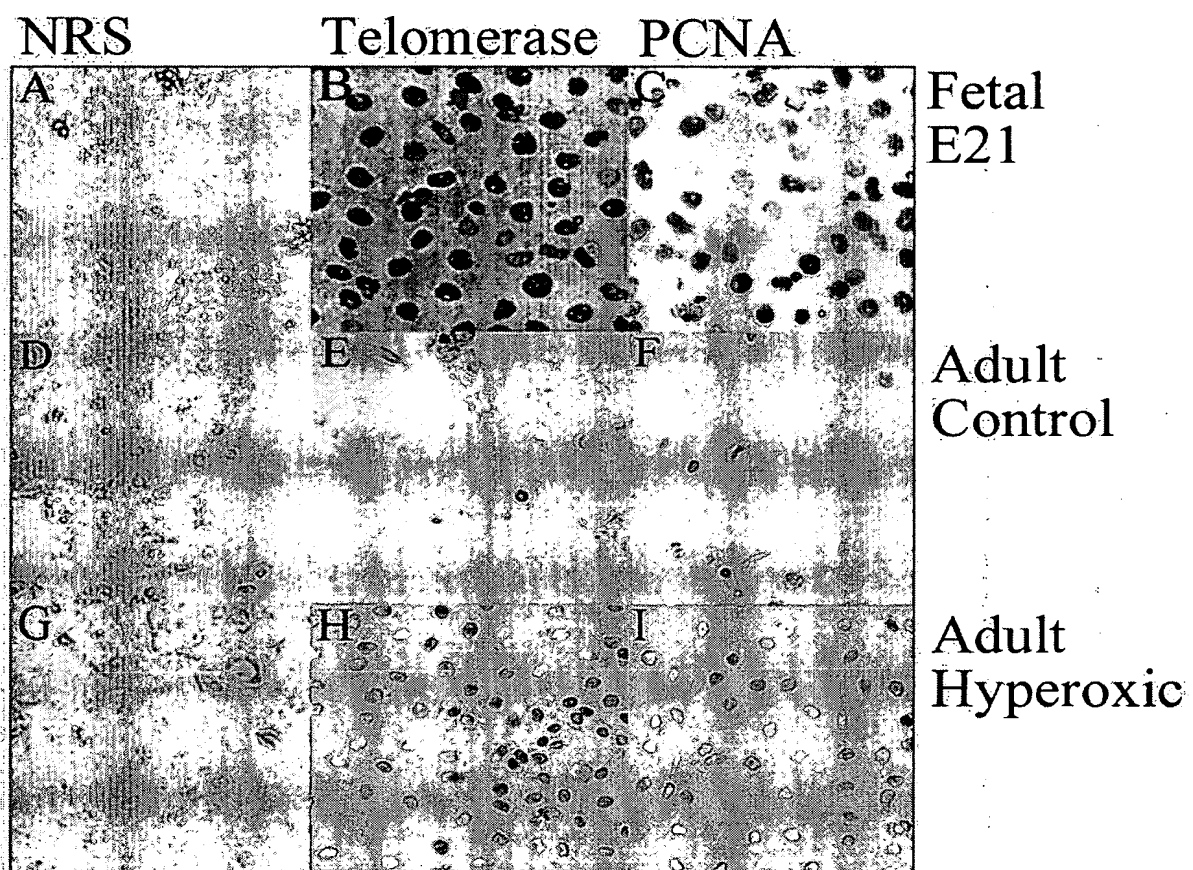 NRS Telomerase PCNA
A B C Fetal
E21
D E F Adult
Control
G H I Adult
Hyperoxic